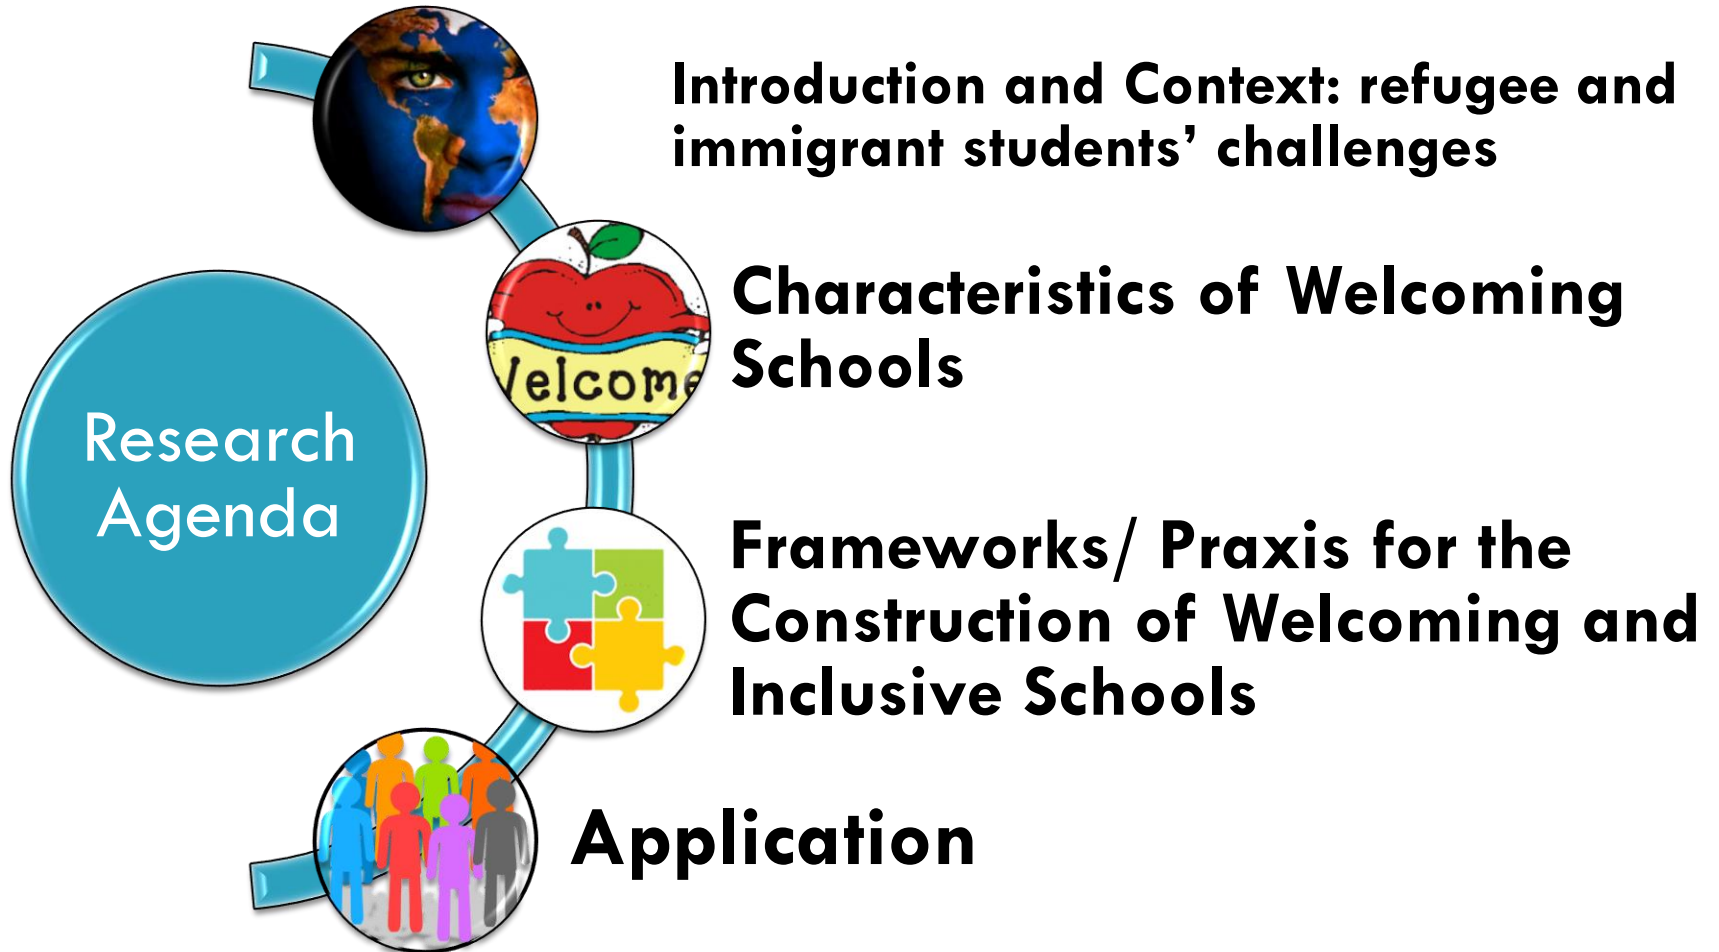 Introduction and Context: refugee and
immigrant students’ challenges
Characteristics of Welcoming
Schools
Welcome
Research
Agenda
Frameworks/ Praxis for the
Construction of Welcoming and
Inclusive Schools
Application